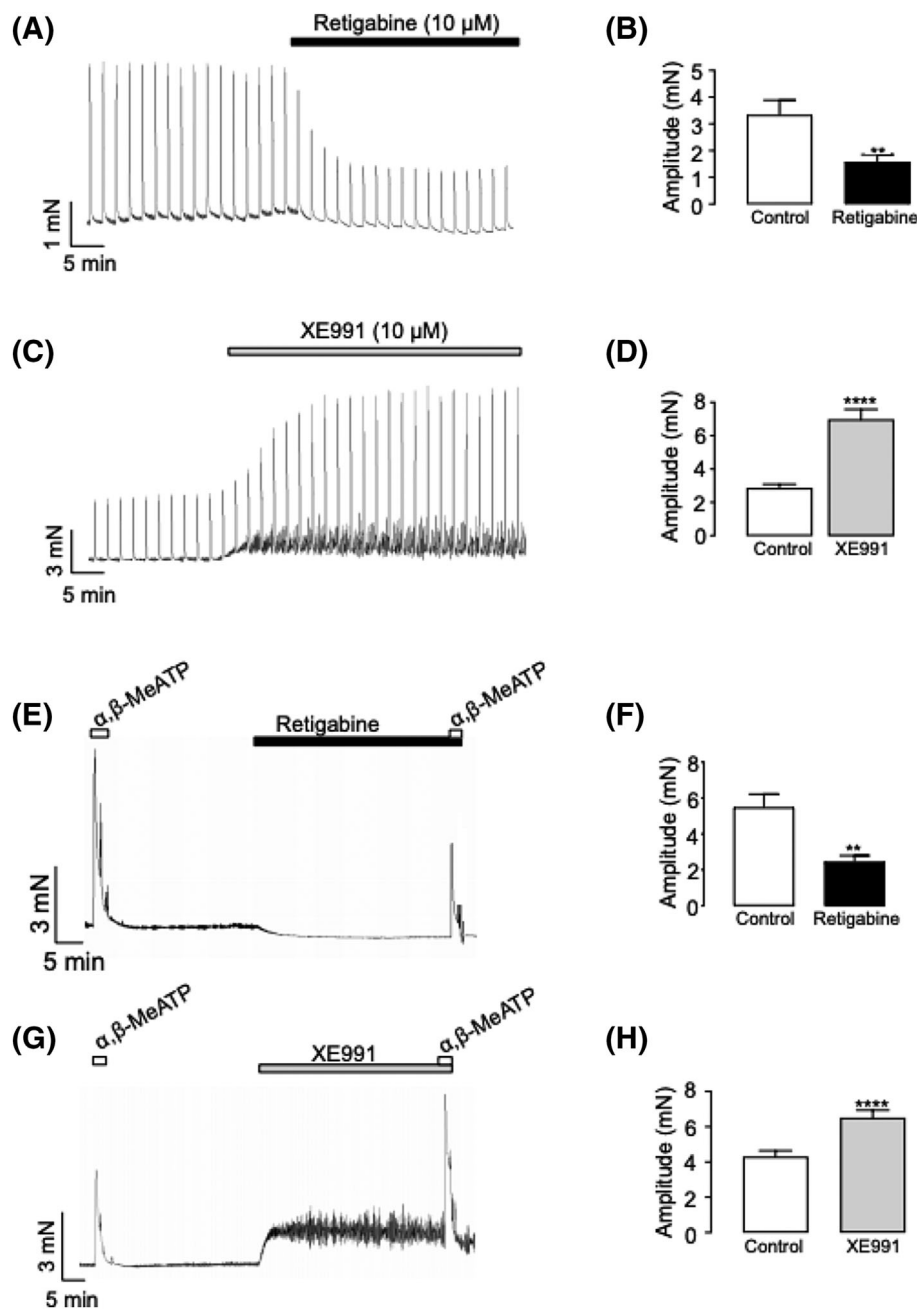 (A)
Retigabine (10 µM)
1 mN
5 min
(B)
Amplitude (mN)
5
4
3
2
1
0
**
Control
Retigabine
(C)
XE991 (10 µM)
3 mN
5 min
(D)
Amplitude (mN)
8
6
4
2
0
****
Control
XE991
(E)
α,β-MeATP
Retigabine
α,β-MeATP
3 mN
5 min
(F)
Amplitude (mN)
8
6
4
2
0
**
Control
Retigabine
(G)
α,β-MeATP
XE991
α,β-MeATP
3 mN
5 min
(H)
Amplitude (mN)
8
6
4
2
0
****
Control
XE991